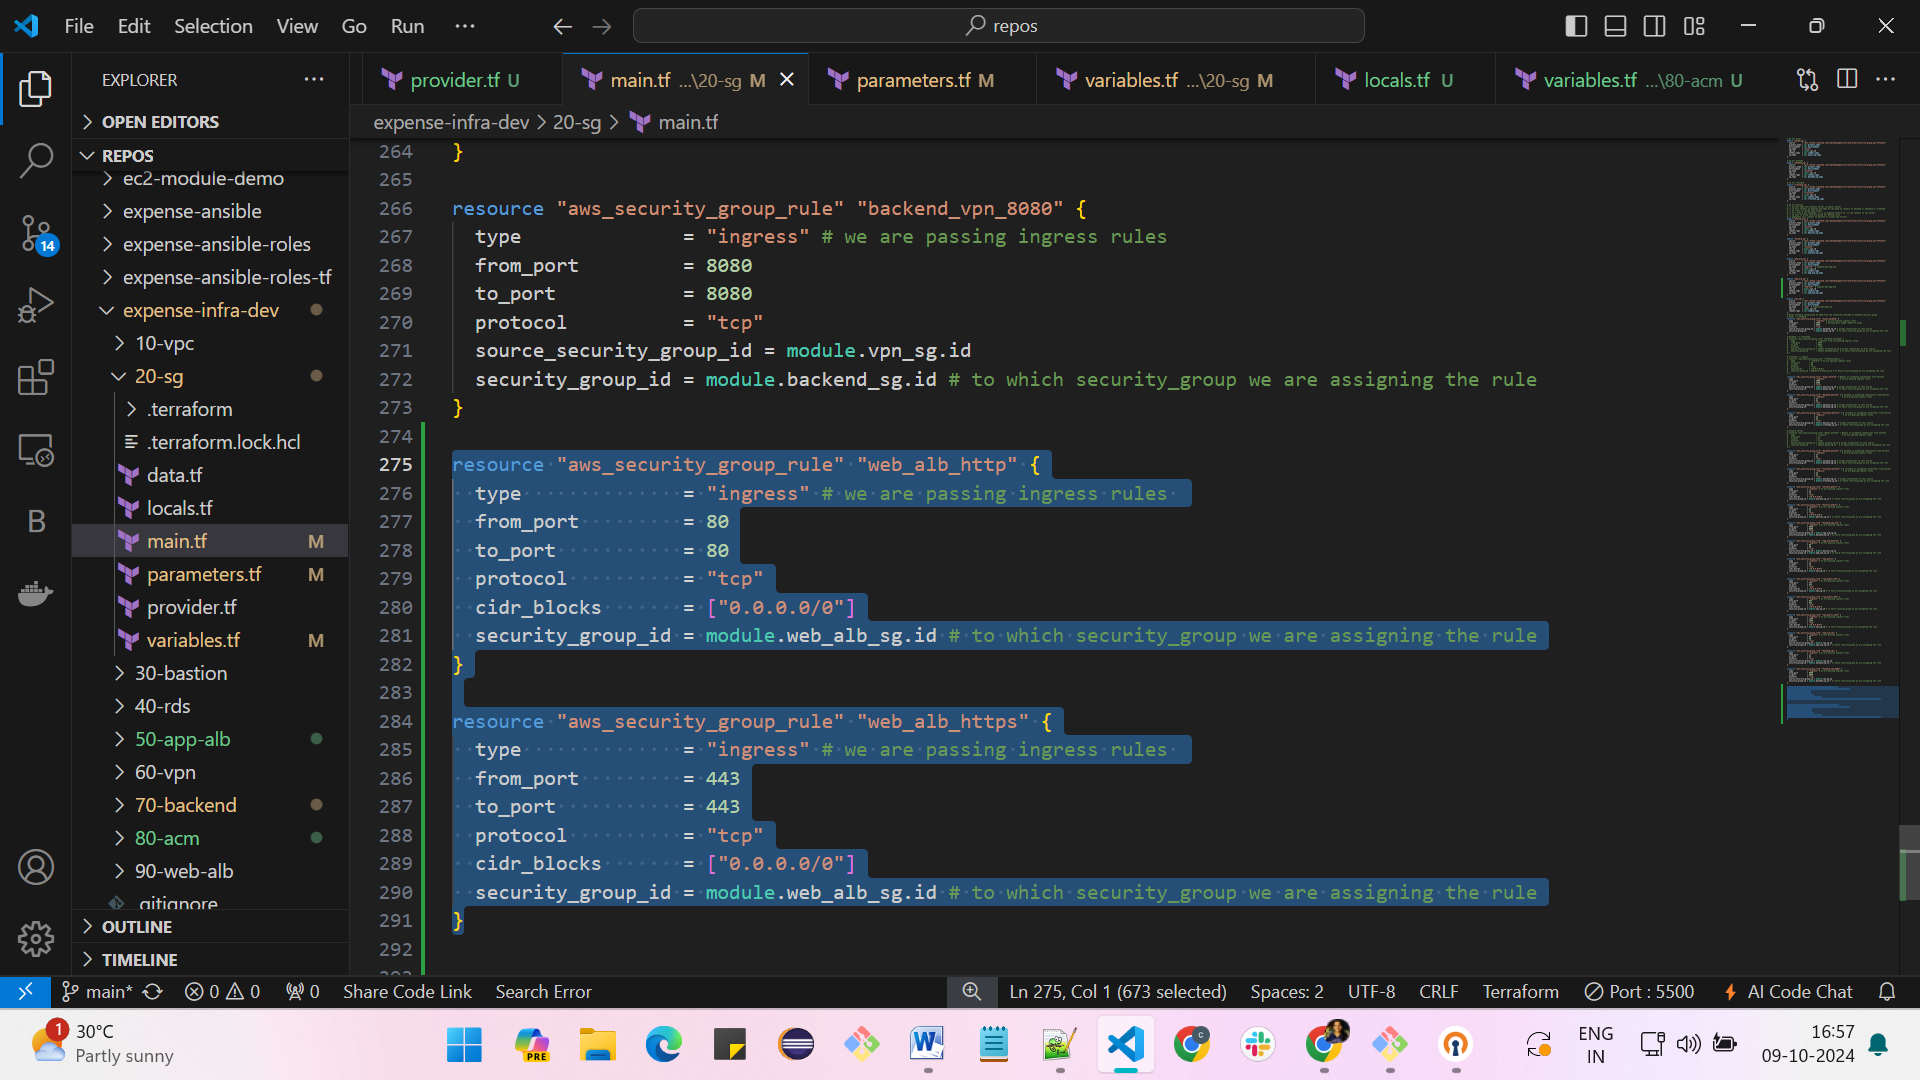 File Edit Selection View Go Run ···
repos
EXPLORER ···
provider.tf U
main.tf ...\20-sg M
parameters.tf M
variables.tf ...\20-sg M
locals.tf U
variables.tf ...\80-acm U
expense-infra-dev > 20-sg > main.tf
OPEN EDITORS
REPOS
ec2-module-demo
expense-ansible
expense-ansible-roles
expense-ansible-roles-tf
expense-infra-dev
10-vpc
20-sg
.terraform
.terraform.lock.hcl
data.tf
locals.tf
main.tf M
parameters.tf M
provider.tf
variables.tf M
30-bastion
40-rds
50-app-alb
60-vpn
70-backend
80-acm
90-web-alb
.gitignore
OUTLINE
TIMELINE
14
B
264 }
265
266 resource "aws_security_group_rule" "backend_vpn_8080" {
267 type = "ingress" # we are passing ingress rules
268 from_port = 8080
269 to_port = 8080
270 protocol = "tcp"
271 source_security_group_id = module.vpn_sg.id
272 security_group_id = module.backend_sg.id # to which security_group we are assigning the rule
273 }
274
275 resource "aws_security_group_rule" "web_alb_http" {
276 type = "ingress" # we are passing ingress rules
277 from_port = 80
278 to_port = 80
279 protocol = "tcp"
280 cidr_blocks = ["0.0.0.0/0"]
281 security_group_id = module.web_alb_sg.id # to which security_group we are assigning the rule
282 }
283
284 resource "aws_security_group_rule" "web_alb_https" {
285 type = "ingress" # we are passing ingress rules
286 from_port = 443
287 to_port = 443
288 protocol = "tcp"
289 cidr_blocks = ["0.0.0.0/0"]
290 security_group_id = module.web_alb_sg.id # to which security_group we are assigning the rule
291 }
292
main* 0 0 0 Share Code Link Search Error Ln 275, Col 1 (673 selected) Spaces: 2 UTF-8 CRLF Terraform Port : 5500 AI Code Chat
1 30°C
Partly sunny
PRE
ENG
IN
16:57
09-10-2024